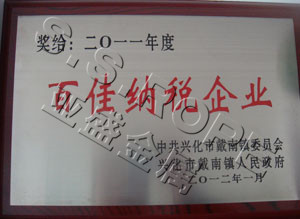 奖给：二〇一一年度
百佳纳税企业
中共兴化市戴南镇委员会
兴化市戴南镇人民政府
二〇一二年一月